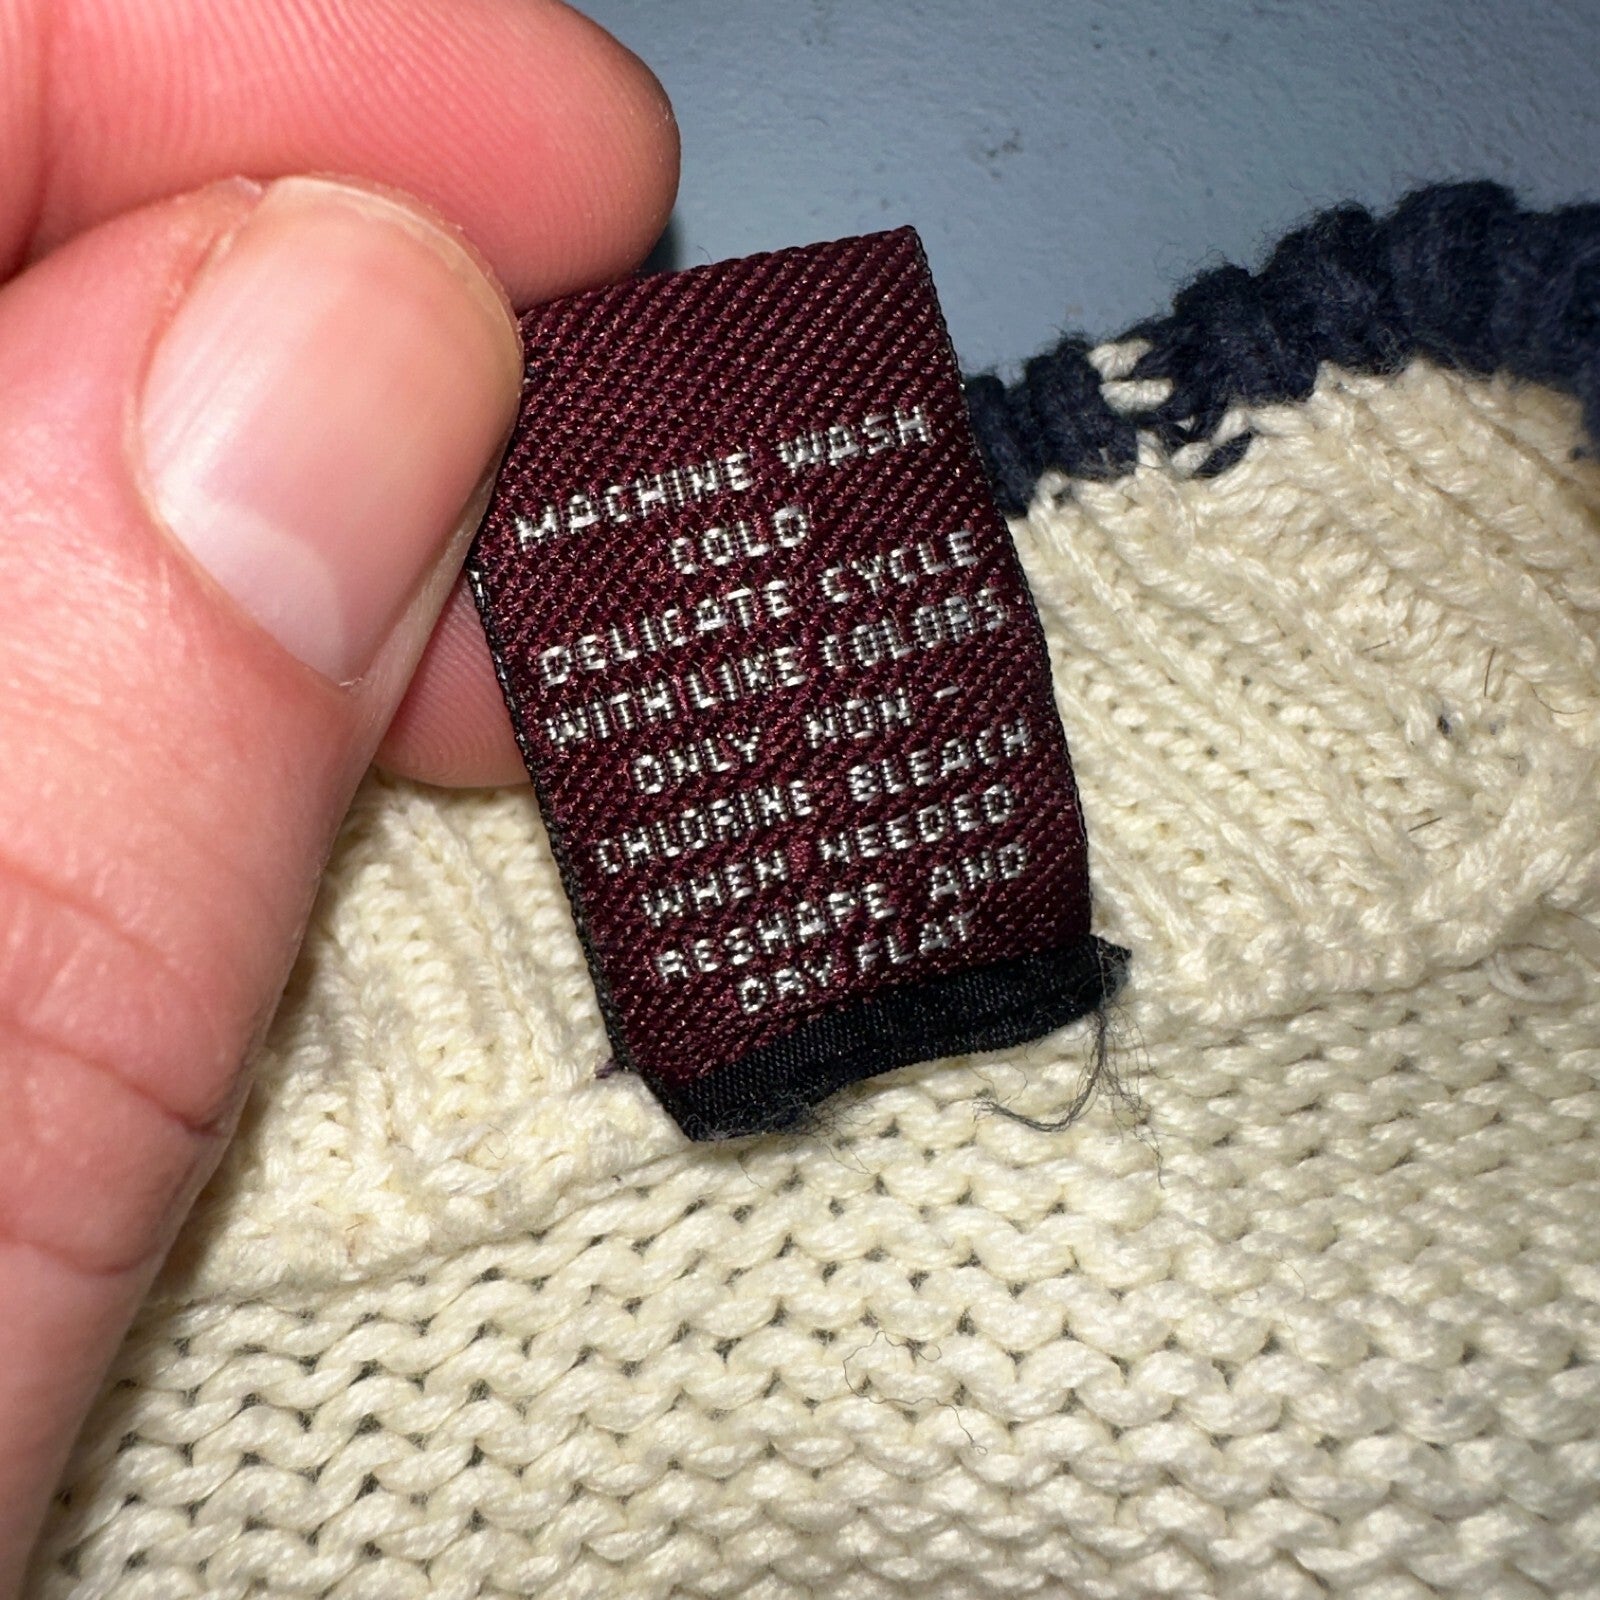 MACHINE WASH
COLD
DELICATE CYCLE
WITH LIKE COLORS
ONLY NON -
CHLORINE BLEACH
WHEN NEEDED
RESHAPE AND
DRY FLAT